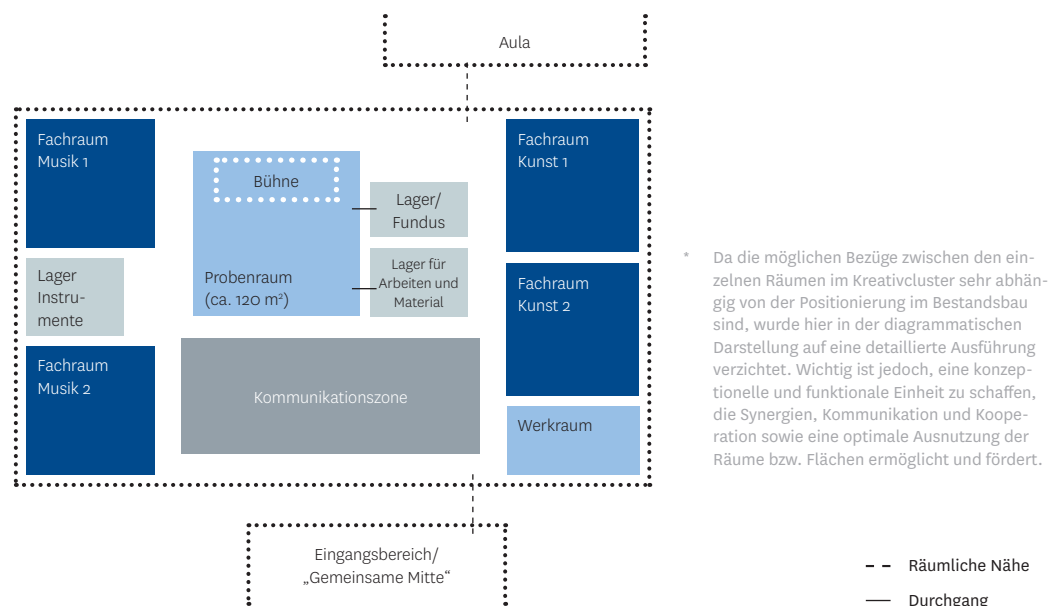 Aula
Fachraum
Musik 1
Bühne
Lager/
Fundus
Fachraum
Kunst 1
Lager
Instru-
mente
Probenraum
(ca. 120 m²)
Lager für
Arbeiten und
Material
Fachraum
Kunst 2
Fachraum
Musik 2
Kommunikationszone
Werkraum
Eingangsbereich/
„Gemeinsame Mitte“
* Da die möglichen Bezüge zwischen den ein-
zelnen Räumen im Kreativcluster sehr abhän-
gig von der Positionierung im Bestandsbau
sind, wurde hier in der diagrammatischen
Darstellung auf eine detaillierte Ausführung
verzichtet. Wichtig ist jedoch, eine konzep-
tionelle und funktionale Einheit zu schaffen,
die Synergien, Kommunikation und Koope-
ration sowie eine optimale Ausnutzung der
Räume bzw. Flächen ermöglicht und fördert.
Räumliche Nähe
Durchgang